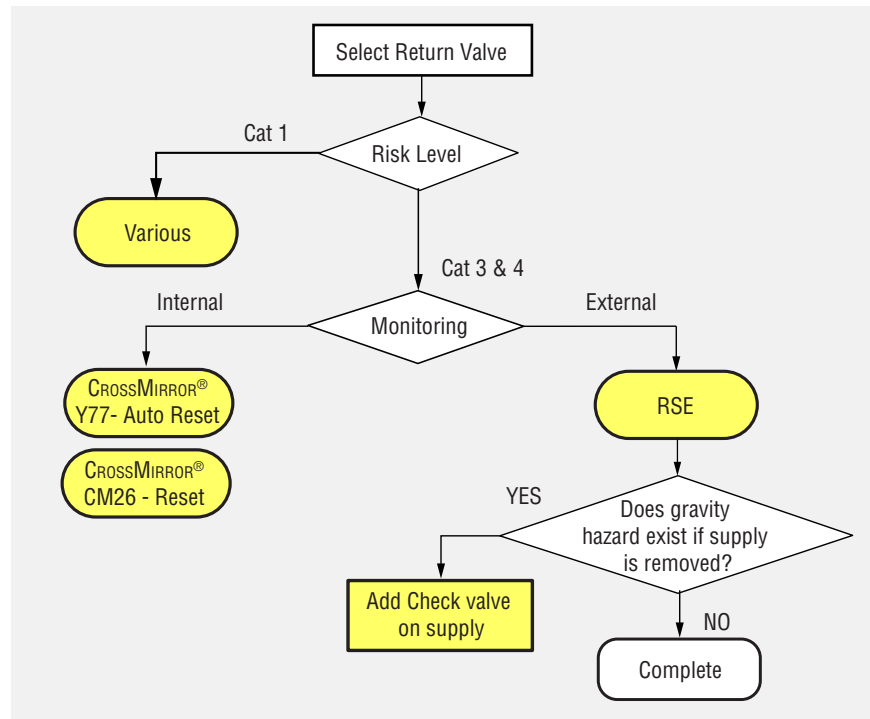 Select Return Valve
Cat 1
Risk Level
Various
Cat 3 & 4
Internal
Monitoring
External
CROSSMIRROR®
Y77- Auto Reset
RSE
CROSSMIRROR®
CM26 - Reset
YES
Does gravity
hazard exist if supply
is removed?
Add Check valve
on supply
NO
Complete